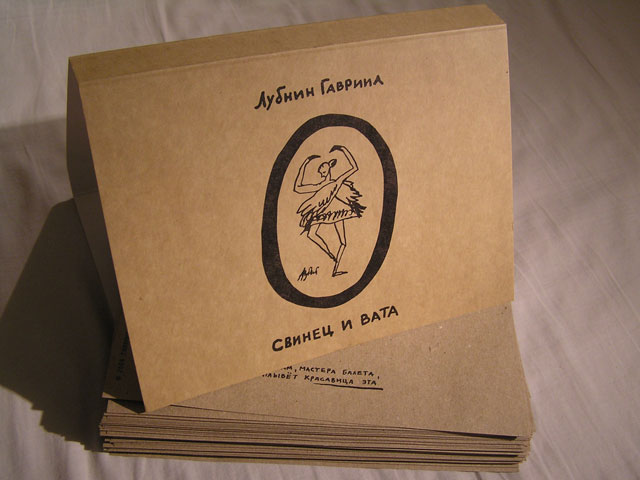 Лубнин Гаврила
СВИНЕЦ И ВАТА
, МАСТЕРА БАЛЕТА,
КРАСАВИЦА ЭТА